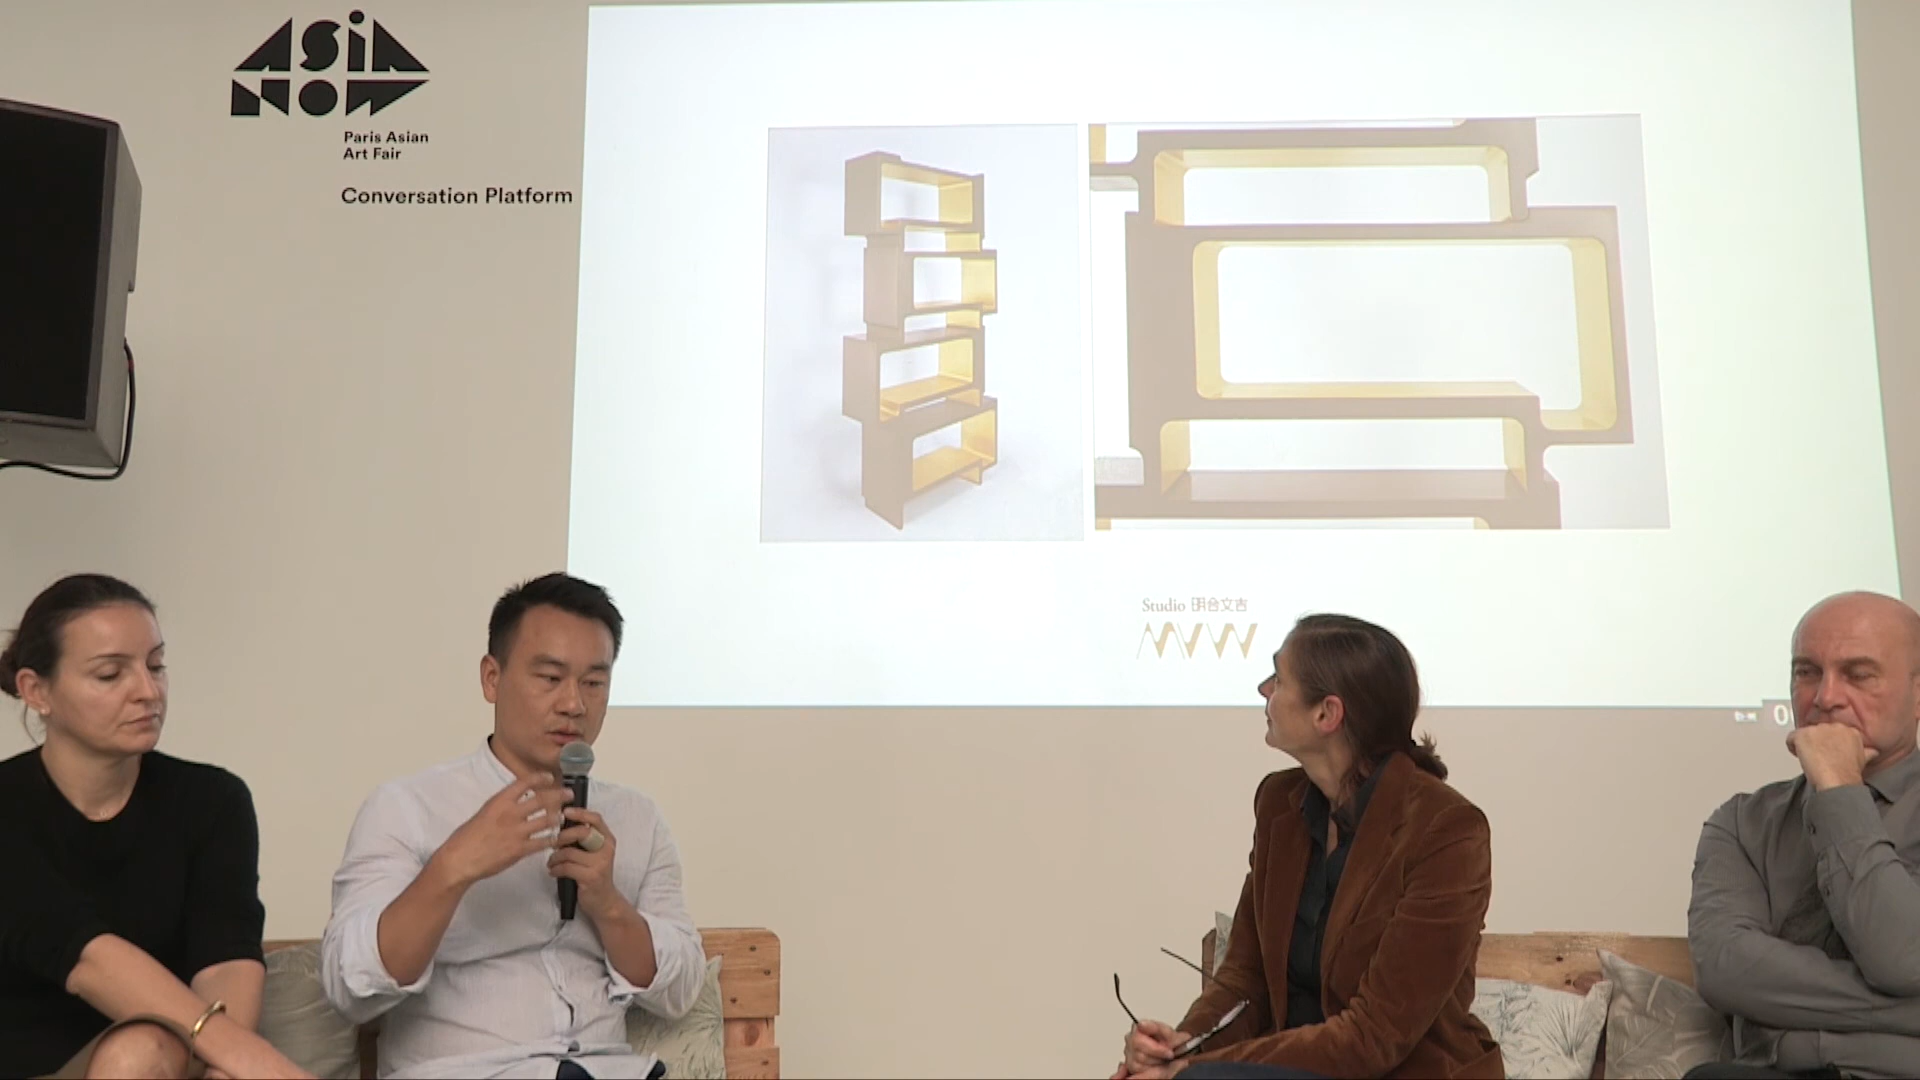 ASIA
NOW
Paris Asian
Art Fair
Conversation Platform
Studio 明合文吉
MVW